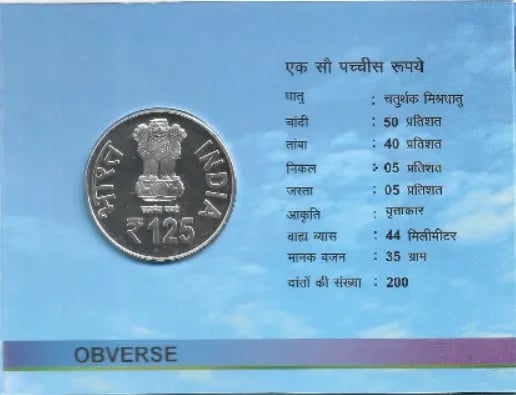 एक सौ पच्चीस रूपये
धातु : चतुर्थक मिश्रधातु
चांदी : 50 प्रतिशत
तांबा : 40 प्रतिशत
निकल : 05 प्रतिशत
जस्ता : 05 प्रतिशत
आकृति : वृत्ताकार
बाह्य व्यास : 44 मिलीमीटर
मानक वजन : 35 ग्राम
दांतों की संख्या : 200
भारत
INDIA
सत्यमेव जयते
₹125
OBVERSE